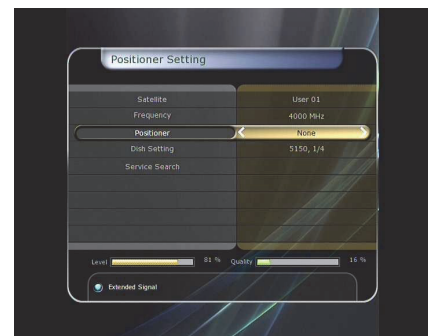 Positioner Setting
Satellite User 01
Frequency 4000 MHz
Positioner None
Dish Setting 5150, 1/4
Service Search
Level 81 % Quality 16 %
Extended Signal